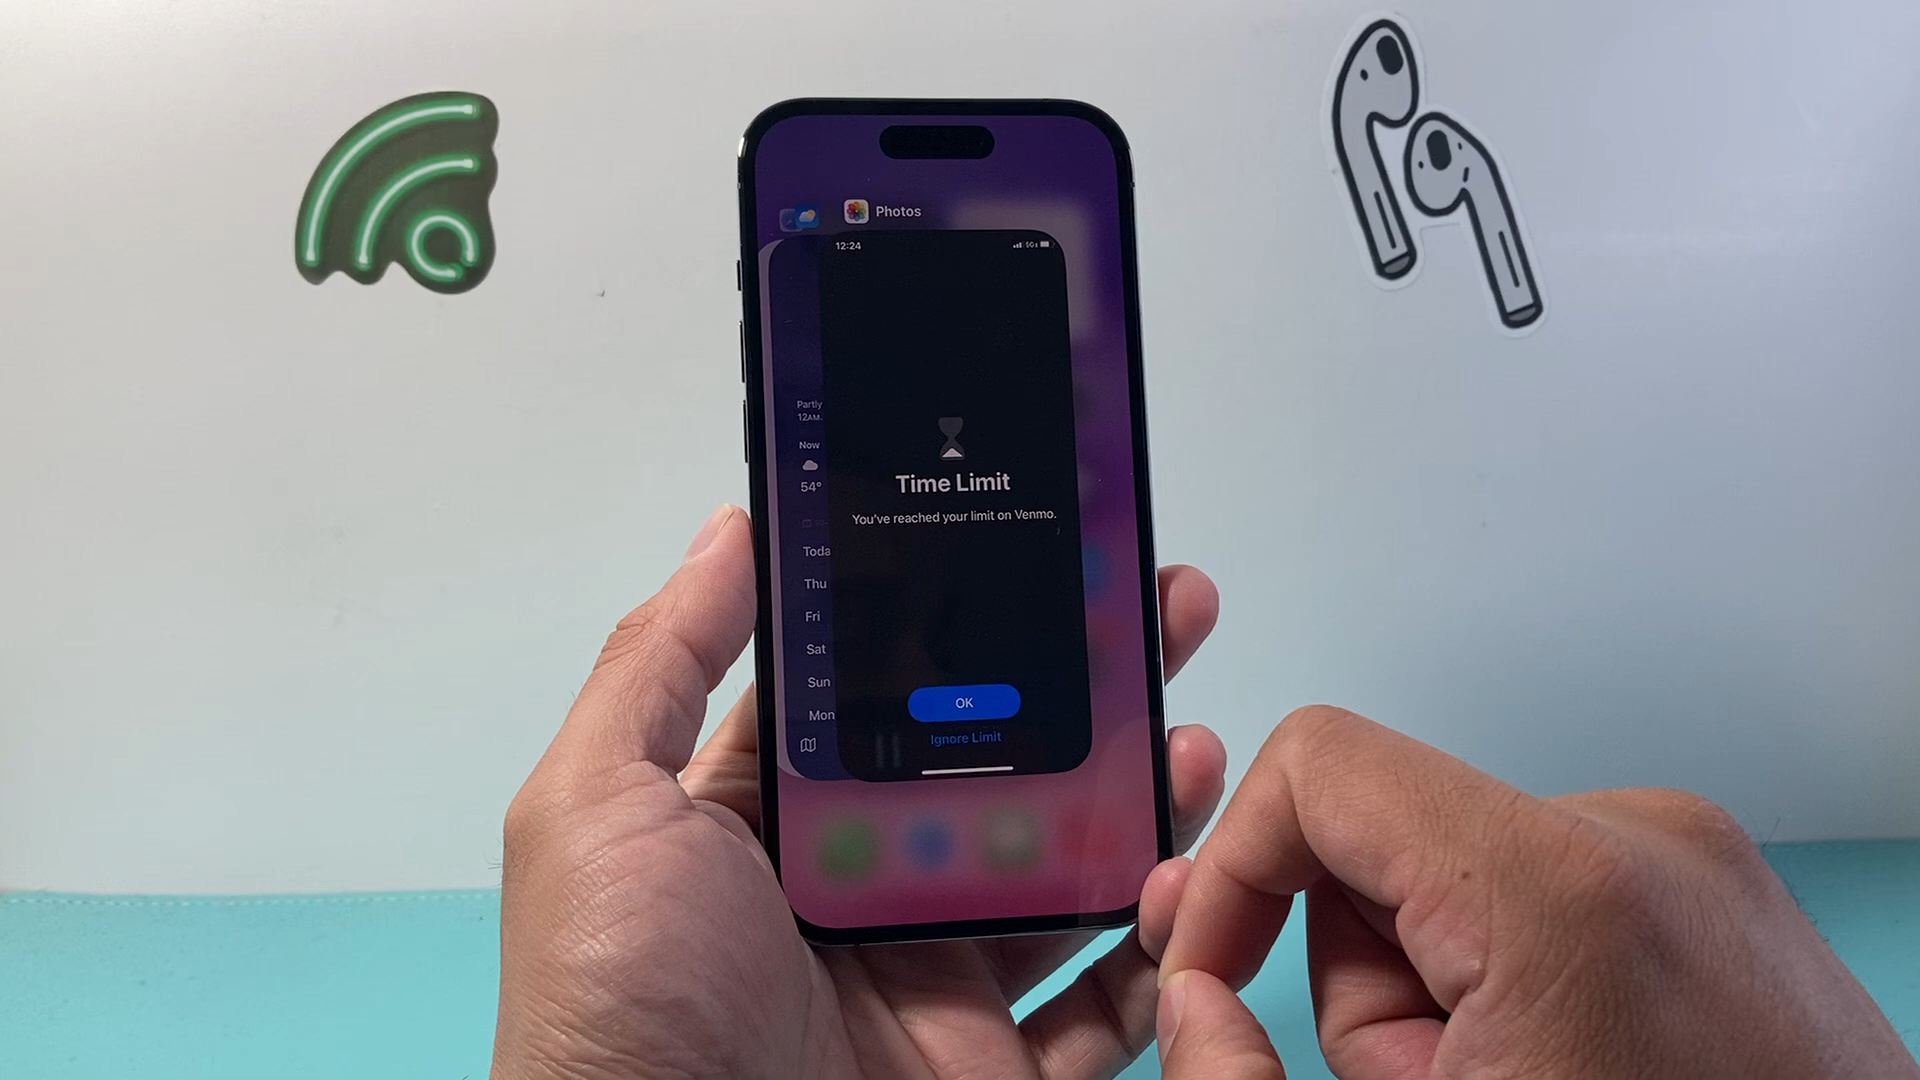 Photos
12:24
5G
Partly
12AM.
Now
54°
Toda
Thu
Fri
Sat
Sun
Mon
Time Limit
You've reached your limit on Venmo.
OK
Ignore Limit